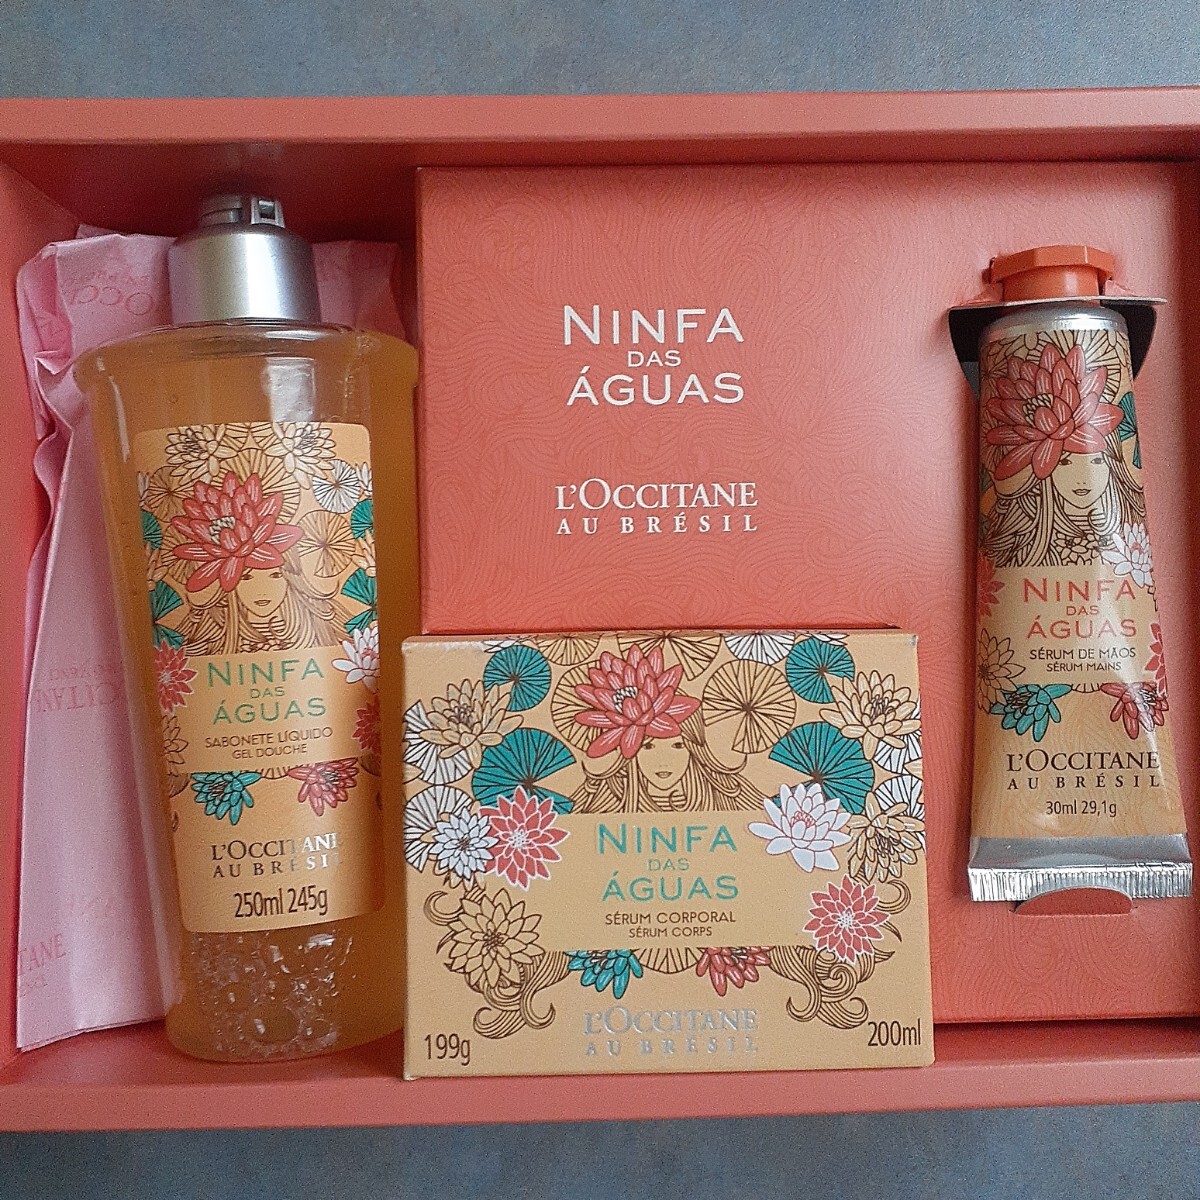 NINFA
DAS
ÁGUAS
L'OCCITANE
AU BRÉSIL
NINFA
DAS
ÁGUAS
SABONETE LÍQUIDO
GEL DOUCHE
L'OCCITANE
AU BRÉSIL
250ml 245g
NINFA
DAS
ÁGUAS
SÉRUM CORPORAL
SÉRUM CORPS
L'OCCITANE
AU BRÉSIL
199g
200ml
NINFA
DAS
ÁGUAS
SÉRUM DE MÃOS
SÉRUM MAINS
L'OCCITANE
AU BRÉSIL
30ml 29,1g